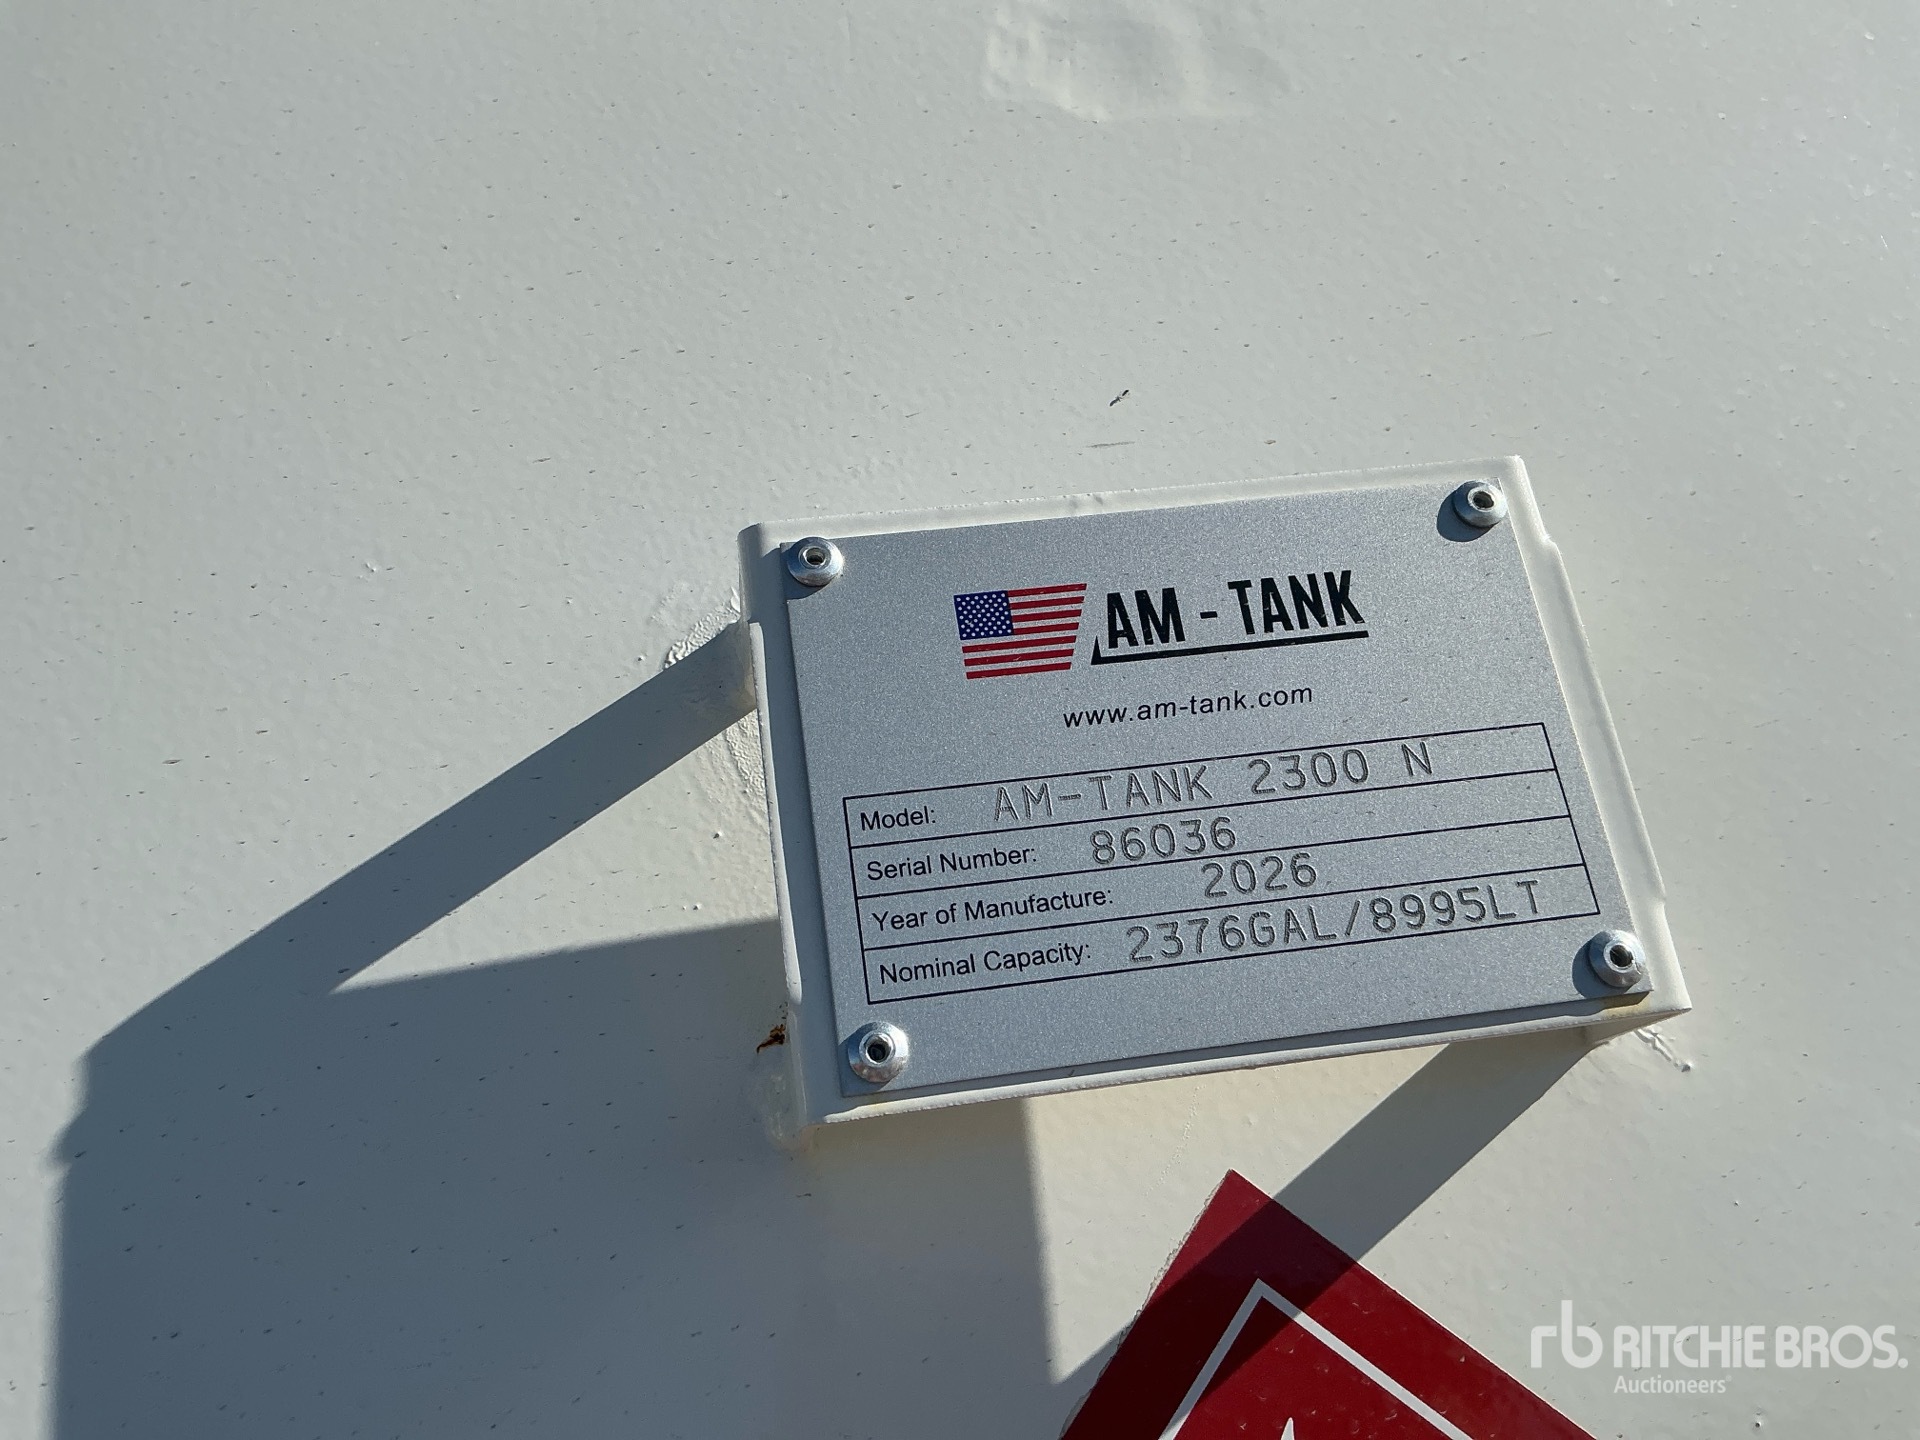 AM - TANK
www.am-tank.com
Model: AM-TANK 2300 N
Serial Number: 86036
Year of Manufacture: 2026
Nominal Capacity: 2376GAL/8995LT
rb RITCHIE BROS.
Auctioneers